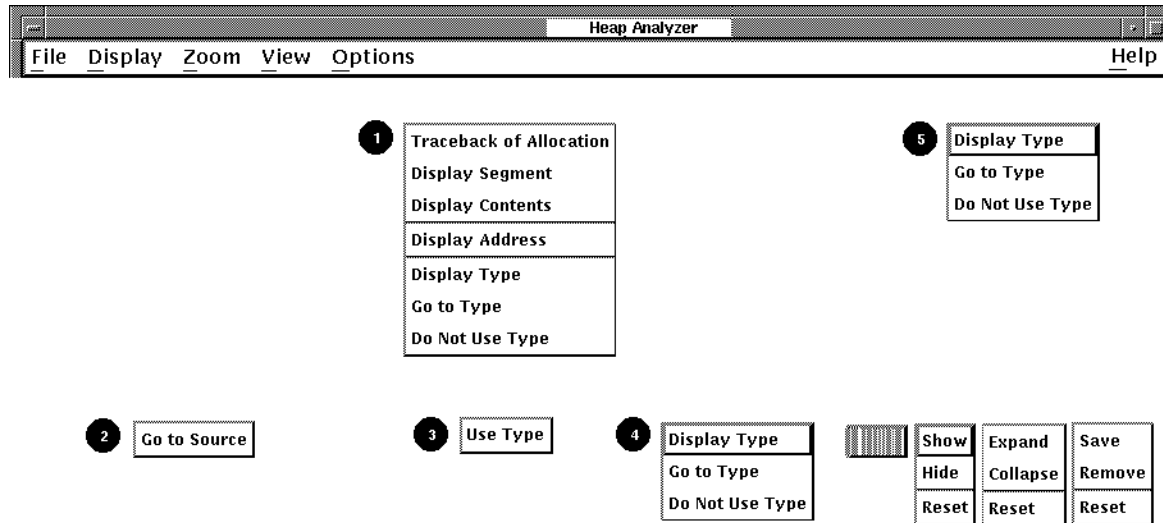 Heap Analyzer
File Display Zoom View Options Help
1
Traceback of Allocation
Display Segment
Display Contents
Display Address
Display Type
Go to Type
Do Not Use Type
5
Display Type
Go to Type
Do Not Use Type
2
Go to Source
3
Use Type
4
Display Type
Go to Type
Do Not Use Type
Show
Hide
Reset
Expand
Collapse
Reset
Save
Remove
Reset